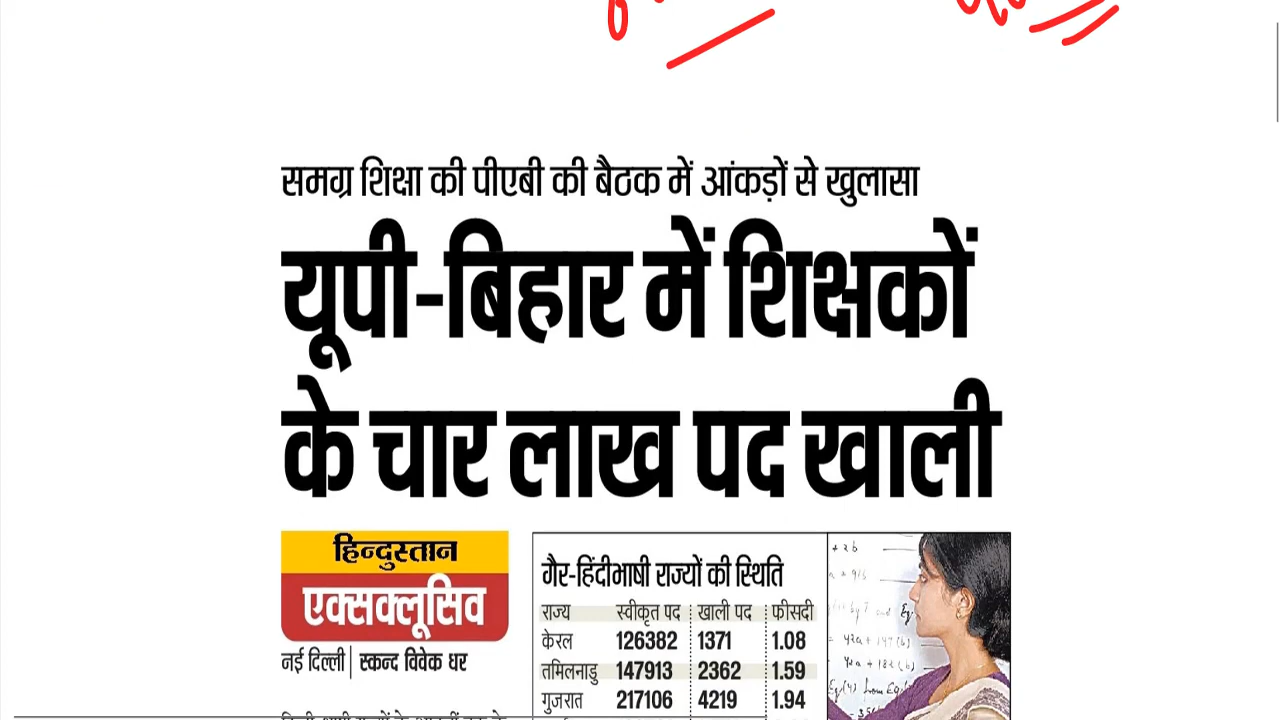 समग्र शिक्षा की पीएबी की बैठक में आंकड़ों से खुलासा
यूपी-बिहार में शिक्षकों
के चार लाख पद खाली
हिन्दुस्तान
एक्सक्लूसिव
नई दिल्ली | स्कन्द विवेक धर
गैर-हिंदीभाषी राज्यों की स्थिति
राज्य स्वीकृत पद खाली पद फीसदी
केरल 126382 1371 1.08
तमिलनाडु 147913 2362 1.59
गुजरात 217106 4219 1.94